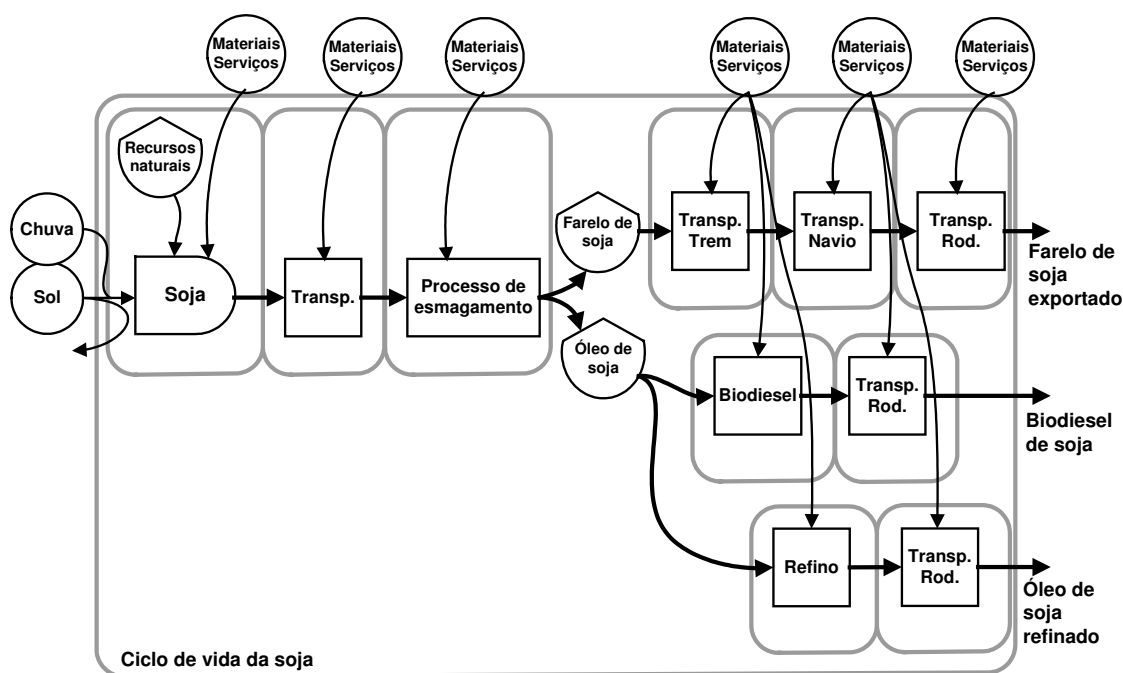 Materiais
Serviços
Materiais
Serviços
Materiais
Serviços
Materiais
Serviços
Materiais
Serviços
Materiais
Serviços
Recursos
naturais
Chuva
Sol
Soja
Transp.
Processo de
esmagamento
Farelo de
soja
Óleo de
soja
Transp.
Trem
Transp.
Navio
Transp.
Rod.
Farelo de
soja
exportado
Biodiesel
Transp.
Rod.
Biodiesel
de soja
Refino
Transp.
Rod.
Óleo de
soja
refinado
Ciclo de vida da soja